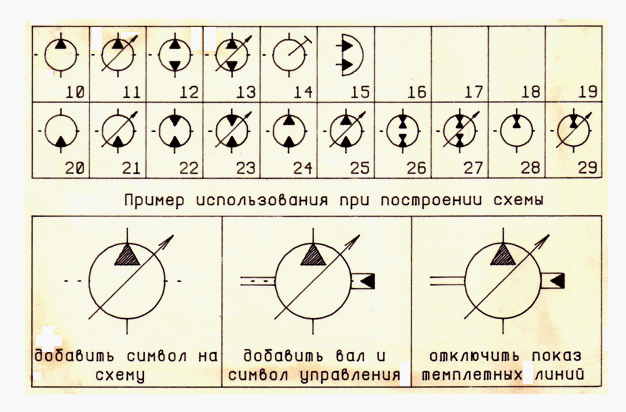 10 11 12 13 14 15 16 17 18 19
20 21 22 23 24 25 26 27 28 29
Пример использования при построении схемы
добавить символ на схему
добавить вал и символ управления
отключить показ темплетных линий